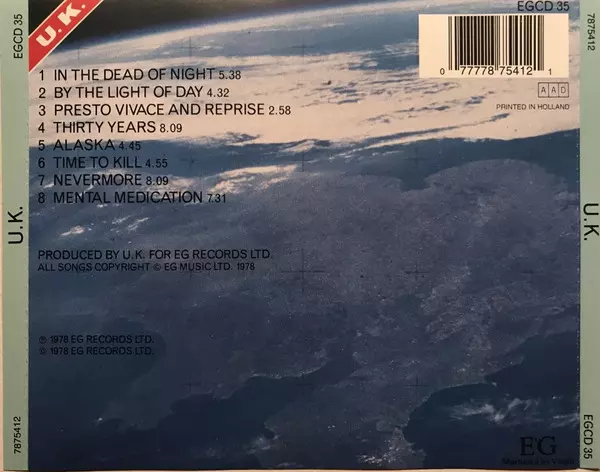 EGCD 35
U.K.
EGCD 35
7875412
1 IN THE DEAD OF NIGHT 5.38
2 BY THE LIGHT OF DAY 4.32
3 PRESTO VIVACE AND REPRISE 2.58
4 THIRTY YEARS 8.09
5 ALASKA 4.45
6 TIME TO KILL 4.55
7 NEVERMORE 8.09
8 MENTAL MEDICATION 7.31
0 77778 75412 1
A A D
PRINTED IN HOLLAND
U.K.
U.K.
PRODUCED BY U.K. FOR EG RECORDS LTD.
ALL SONGS COPYRIGHT © EG MUSIC LTD. 1978
℗ 1978 EG RECORDS LTD.
© 1978 EG RECORDS LTD.
7875412
EG
EGCD 35